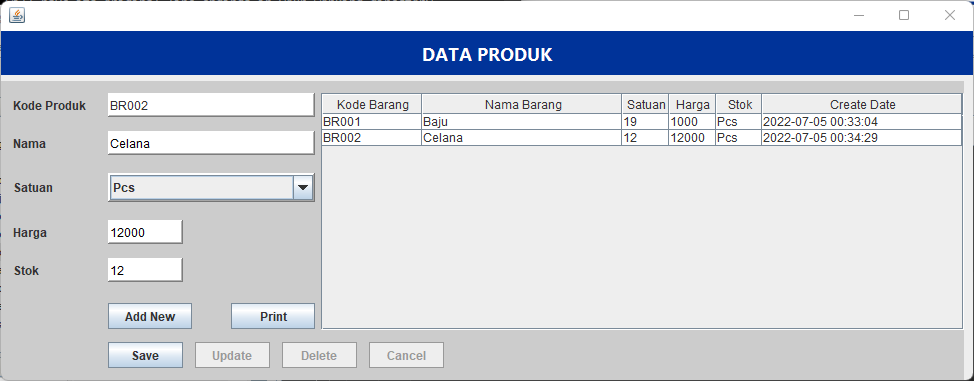 DATA PRODUK
Kode Produk BR002
Nama Celana
Satuan Pcs
Harga 12000
Stok 12
Add New Print
Save Update Delete Cancel
Kode Barang Nama Barang Satuan Harga Stok Create Date
BR001 Baju 19 1000 Pcs 2022-07-05 00:33:04
BR002 Celana 12 12000 Pcs 2022-07-05 00:34:29